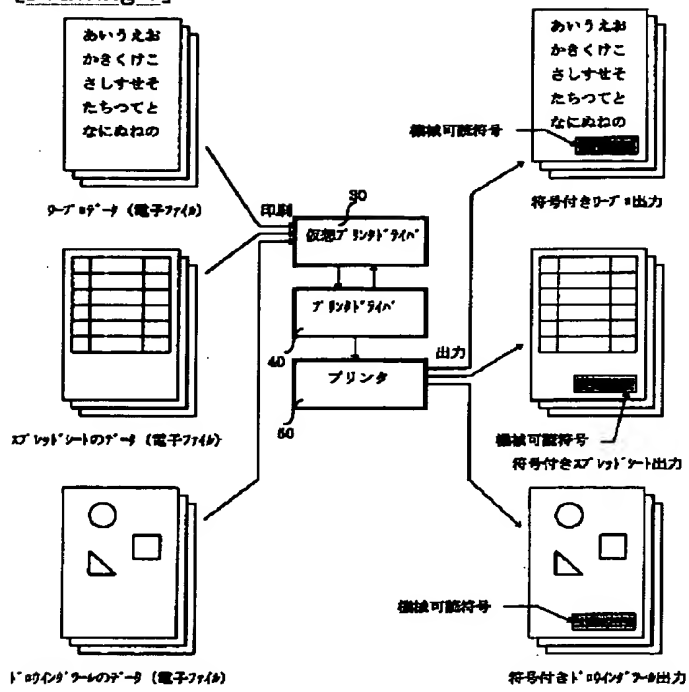 あいうえお
かきくけこ
さしすせそ
たちつてと
なにぬねの
ワープロデータ（電子ファイル）
スプレッドシートのデータ（電子ファイル）
ドロウイングツールのデータ（電子ファイル）
印刷
30
仮想プリンタドライバ
プリンタドライバ
40
出力
プリンタ
50
あいうえお
かきくけこ
さしすせそ
たちつてと
なにぬねの
機械可読符号
符号付きワープロ出力
機械可読符号
符号付きスプレッドシート出力
機械可読符号
符号付きドロウイングツール出力